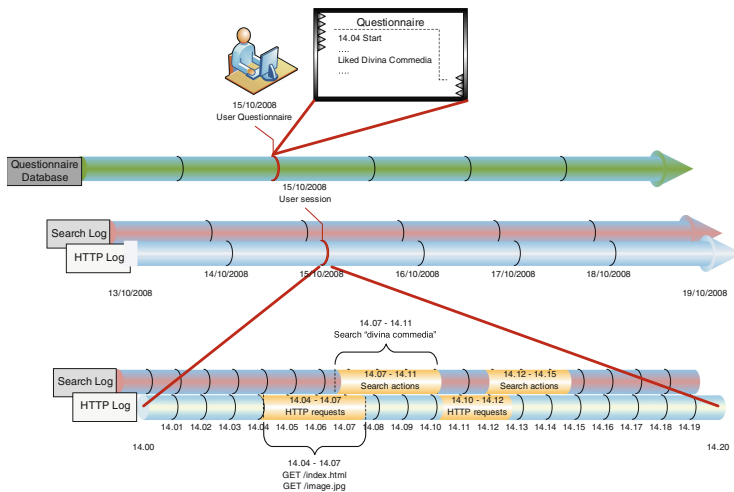 Questionnaire
14.04 Start
....
Liked Divina Commedia
....
15/10/2008
User Questionnaire
Questionnaire
Database
15/10/2008
User session
Search Log
HTTP Log
14/10/2008
15/10/2008
16/10/2008
17/10/2008
18/10/2008
13/10/2008
19/10/2008
14.07 - 14.11
Search "divina commedia"
Search Log
14.07 - 14.11
Search actions
14.12 - 14.15
Search actions
HTTP Log
14.04 - 14.07
HTTP requests
14.10 - 14.12
HTTP requests
14.01
14.02
14.03
14.04
14.05
14.06
14.07
14.08
14.09
14.10
14.11
14.12
14.13
14.14
14.15
14.16
14.17
14.18
14.19
14.00
14.20
14.04 - 14.07
GET /index.html
GET /image.jpg